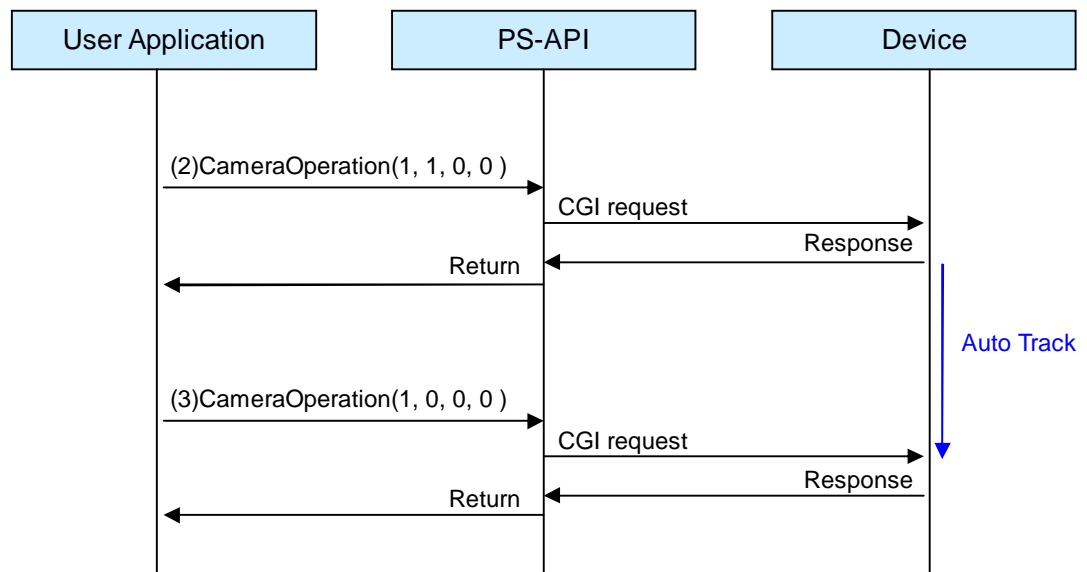 User Application
PS-API
Device
(2)CameraOperation(1, 1, 0, 0 )
CGI request
Response
Return
Auto Track
(3)CameraOperation(1, 0, 0, 0 )
CGI request
Response
Return